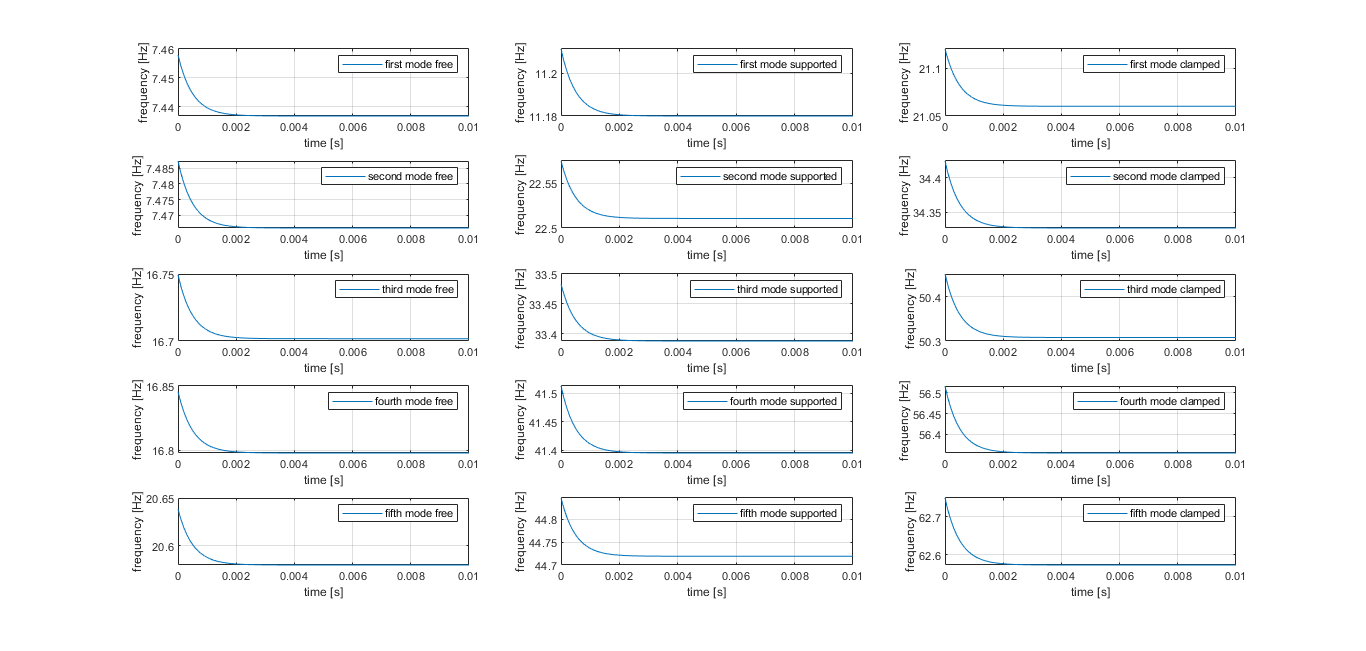 frequency [Hz]
7.46
7.45
7.44
first mode free
0 0.002 0.004 0.006 0.008 0.01
time [s]
frequency [Hz]
11.2
11.18
first mode supported
0 0.002 0.004 0.006 0.008 0.01
time [s]
frequency [Hz]
21.1
21.05
first mode clamped
0 0.002 0.004 0.006 0.008 0.01
time [s]
frequency [Hz]
7.485
7.48
7.475
7.47
second mode free
0 0.002 0.004 0.006 0.008 0.01
time [s]
frequency [Hz]
22.55
22.5
second mode supported
0 0.002 0.004 0.006 0.008 0.01
time [s]
frequency [Hz]
34.4
34.35
second mode clamped
0 0.002 0.004 0.006 0.008 0.01
time [s]
frequency [Hz]
16.75
16.7
third mode free
0 0.002 0.004 0.006 0.008 0.01
time [s]
frequency [Hz]
33.5
33.45
33.4
third mode supported
0 0.002 0.004 0.006 0.008 0.01
time [s]
frequency [Hz]
50.4
50.3
third mode clamped
0 0.002 0.004 0.006 0.008 0.01
time [s]
frequency [Hz]
16.85
16.8
fourth mode free
0 0.002 0.004 0.006 0.008 0.01
time [s]
frequency [Hz]
41.5
41.45
41.4
fourth mode supported
0 0.002 0.004 0.006 0.008 0.01
time [s]
frequency [Hz]
56.5
56.45
56.4
fourth mode clamped
0 0.002 0.004 0.006 0.008 0.01
time [s]
frequency [Hz]
20.65
20.6
fifth mode free
0 0.002 0.004 0.006 0.008 0.01
time [s]
frequency [Hz]
44.8
44.75
44.7
fifth mode supported
0 0.002 0.004 0.006 0.008 0.01
time [s]
frequency [Hz]
62.7
62.6
fifth mode clamped
0 0.002 0.004 0.006 0.008 0.01
time [s]